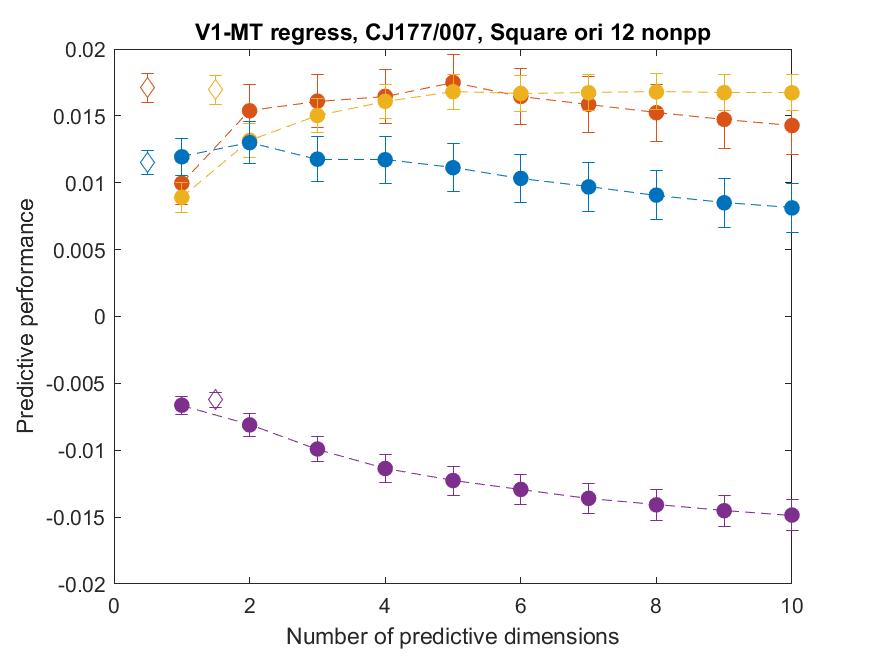 V1-MT regress, CJ177/007, Square ori 12 nonpp
0.02
0.015
0.01
0.005
0
-0.005
-0.01
-0.015
-0.02
Predictive performance
0 2 4 6 8 10
Number of predictive dimensions